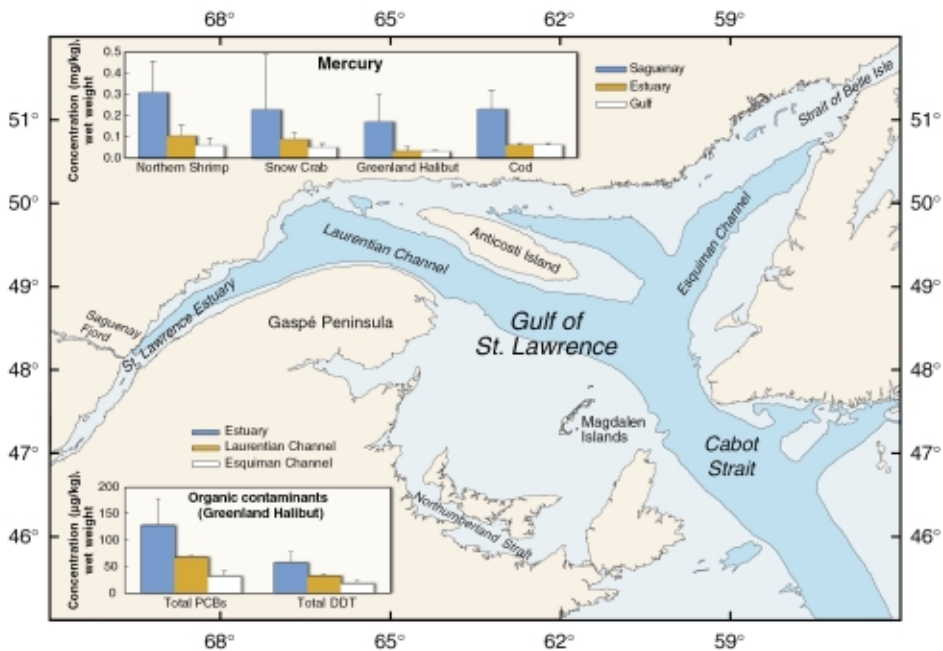 68° 65° 62° 59°
Mercury
Concentration (mg/kg),
wet weight
0.5
0.4
0.3
0.2
0.1
0.0
Northern Shrimp Snow Crab Greenland Halibut Cod
Saguenay
Estuary
Gulf
Strait of Belle Isle
51° 51°
50° 50°
Laurentian Channel
Anticosti Island
Esquiman Channel
49° 49°
Saguenay
Fjord
St. Lawrence Estuary
Gaspé Peninsula
Gulf of
St. Lawrence
48° 48°
Estuary
Laurentian Channel
Esquiman Channel
Magdalen
Islands
47° 47°
Cabot
Strait
Northumberland Strait
46° 46°
Organic contaminants
(Greenland Halibut)
Concentration (µg/kg),
wet weight
200
150
100
50
0
Total PCBs Total DDT
68° 65° 62° 59°